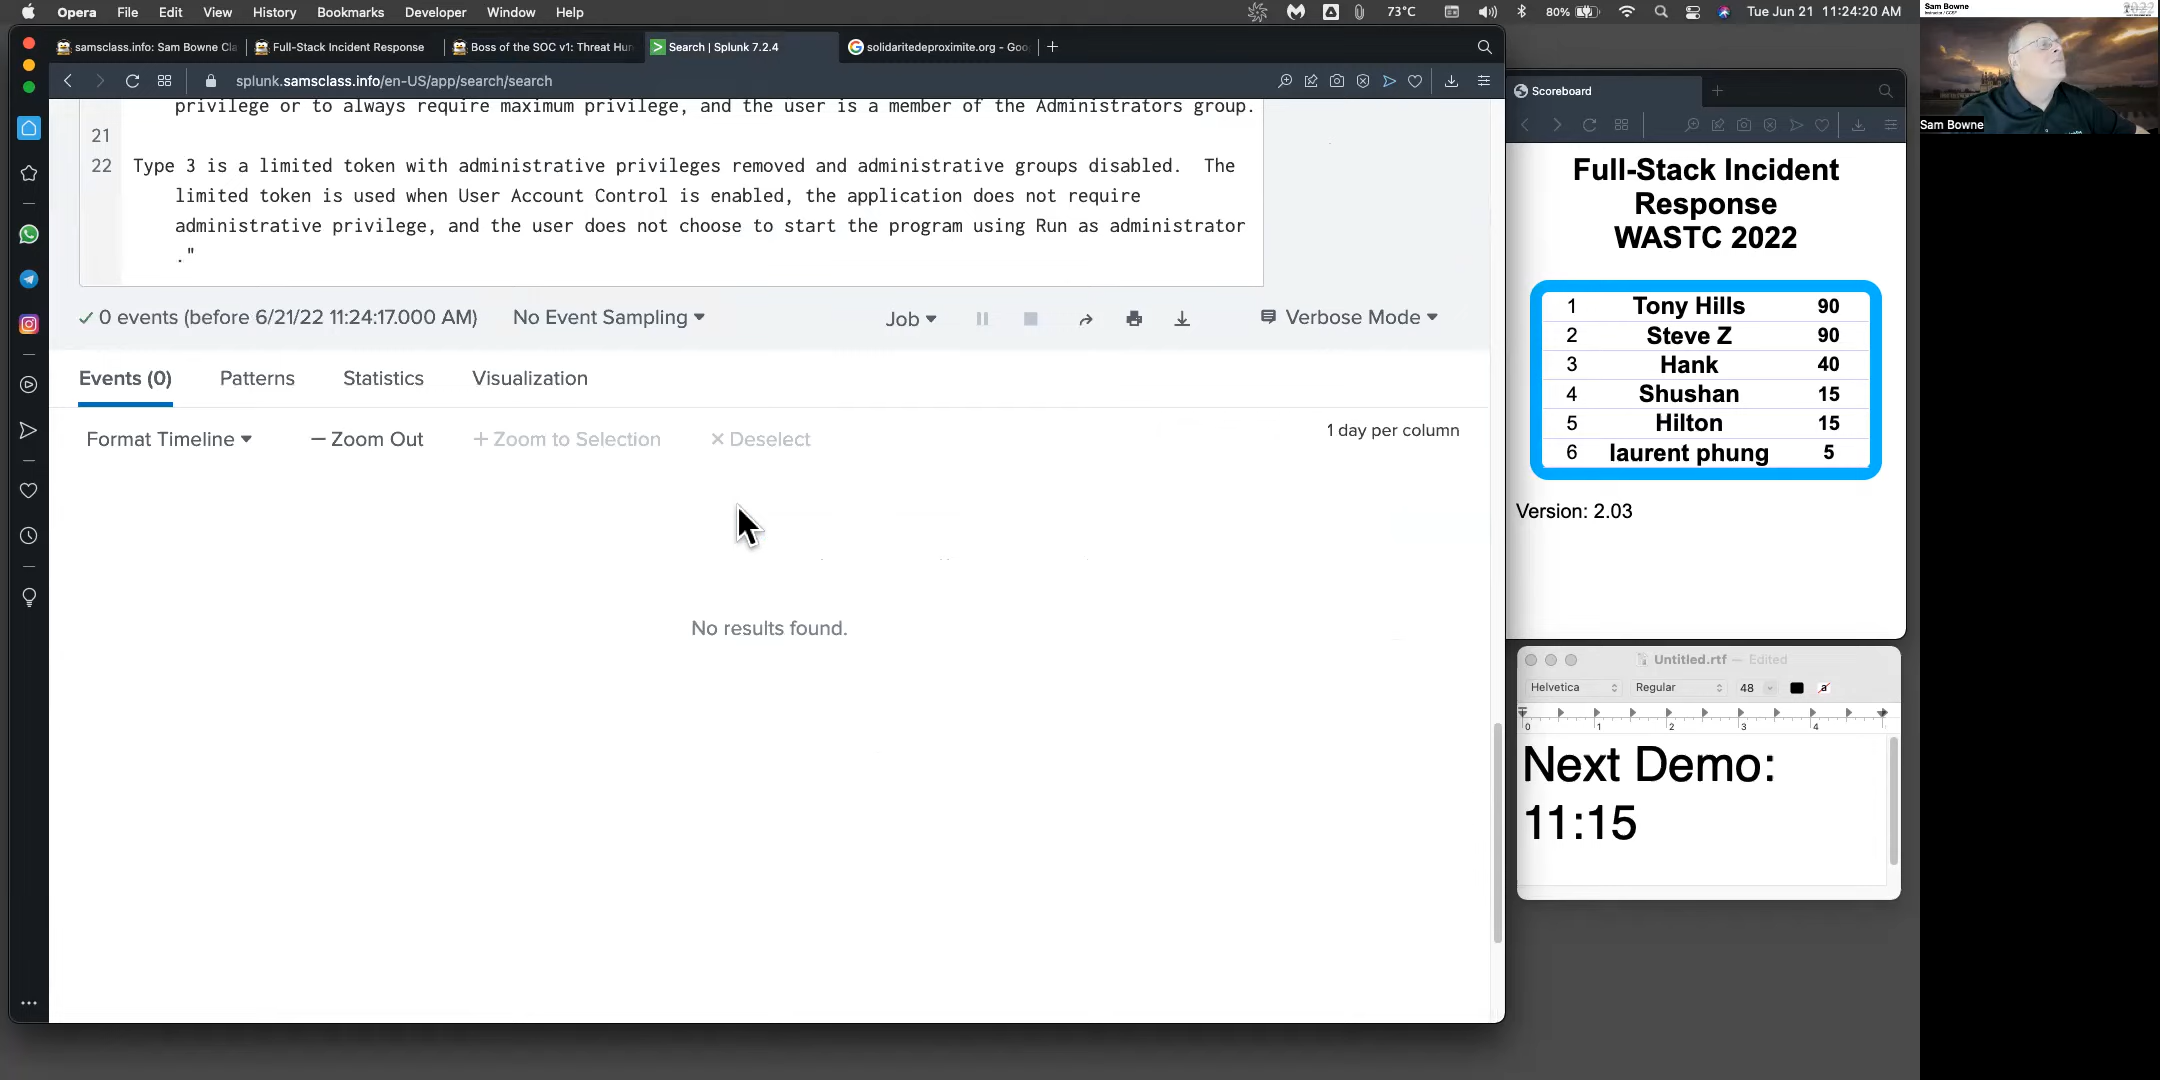 Opera File Edit View History Bookmarks Developer Window Help
73°C 80% Tue Jun 21 11:24:20 AM
samsclass.info: Sam Bowne Cla
Full-Stack Incident Response
Boss of the SOC v1: Threat Hun
Search | Splunk 7.2.4
solidaritedeproximite.org - Goo
splunk.samsclass.info/en-US/app/search/search
privilege or to always require maximum privilege, and the user is a member of the Administrators group.
21
22 Type 3 is a limited token with administrative privileges removed and administrative groups disabled. The
limited token is used when User Account Control is enabled, the application does not require
administrative privilege, and the user does not choose to start the program using Run as administrator
."
0 events (before 6/21/22 11:24:17.000 AM) No Event Sampling Job Verbose Mode
Events (0) Patterns Statistics Visualization
Format Timeline — Zoom Out + Zoom to Selection × Deselect 1 day per column
No results found.
Scoreboard
Full-Stack Incident
Response
WASTC 2022
1 Tony Hills 90
2 Steve Z 90
3 Hank 40
4 Shushan 15
5 Hilton 15
6 laurent phung 5
Version: 2.03
Untitled.rtf — Edited
Helvetica Regular 48 a
0 1 2 3 4
Next Demo:
11:15
Sam Bowne
2022
Sam Bowne